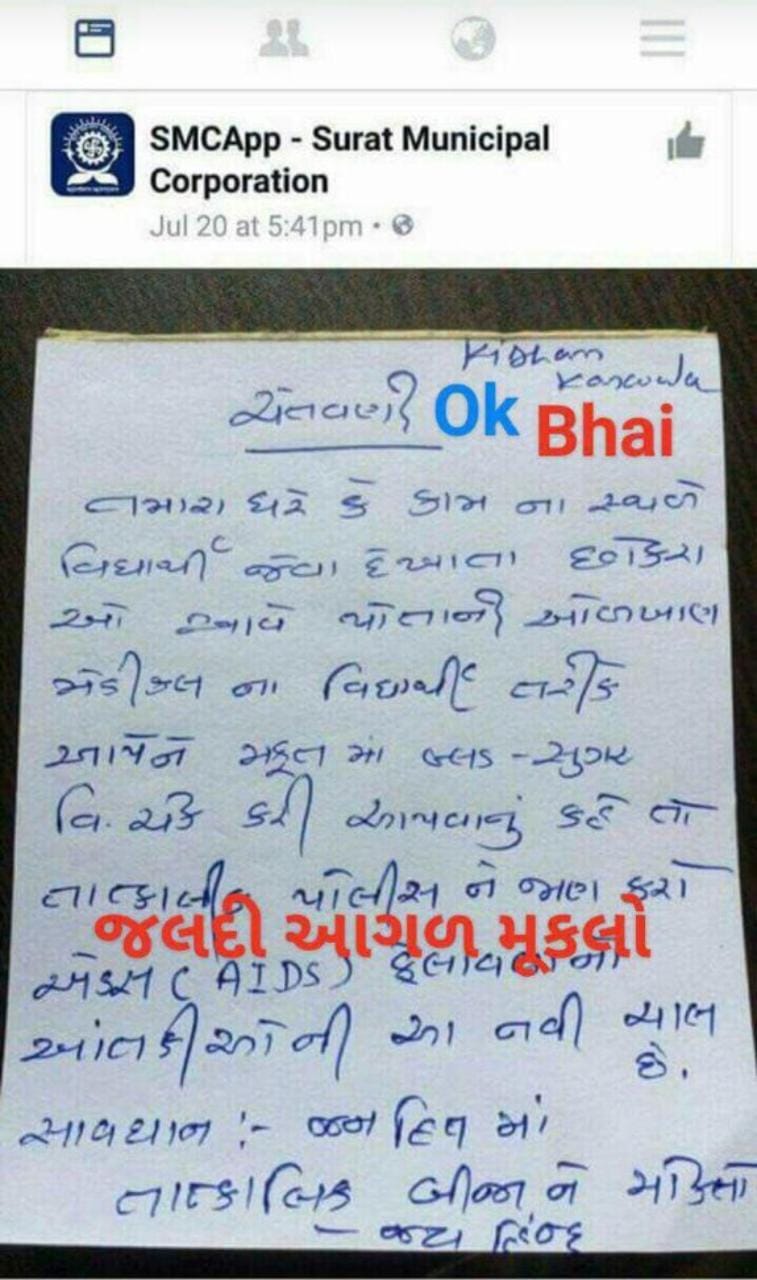 SMCApp - Surat Municipal
Corporation
Jul 20 at 5:41pm
Kishan
ચેતવણી Ok Bhai
તમારા ઘરે કે કામ ના સ્થળે
વિદ્યાર્થી જેવા દેખાતા છોકરા
ઓ આવે પોતાની ઓળખાણ
મેડીકલ ના વિદ્યાર્થી તરીકે
આપીને મફત માં બ્લડ - સુગર
વિ. ચેક કરી આપવાનું કહે તો
તાત્કાલીક પોલીસ ને જાણ કરો
જલદી આગળ મૂકલો
એડ્સ (AIDS) ફેલાવવાની
આંતકીઓની આ નવી ચાલ
છે.
સાવધાન :- જન હિત માં
તાત્કાલિક બીજા ને મોકલો
- જય હિન્દ